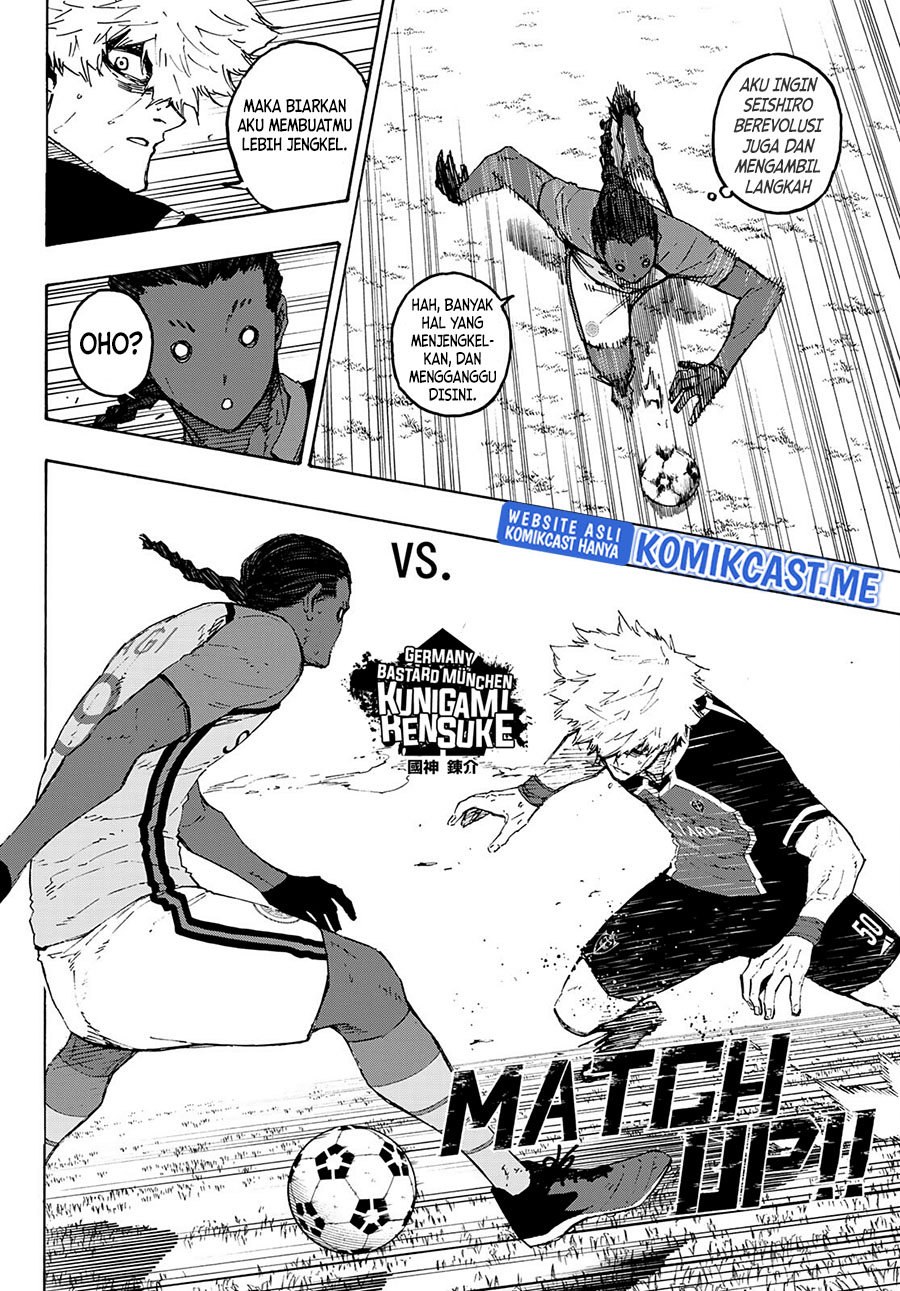 AKU INGIN
SEISHIRO
BEREVOLUSI
JUGA DAN
MENGAMBIL
LANGKAH
HAH, BANYAK
HAL YANG
MENJENGKEL-
KAN, DAN
MENGGANGGU
DISINI.
MAKA BIARKAN
AKU MEMBUATMU
LEBIH JENGKEL.
OHO?
WEBSITE ASLI
KOMIKCAST HANYA
KOMIKCAST.ME
VS.
GERMANY
BASTARD MÜNCHEN
KUNIGAMI
RENSUKE
國神 錬介
50
MATCH
UP!!